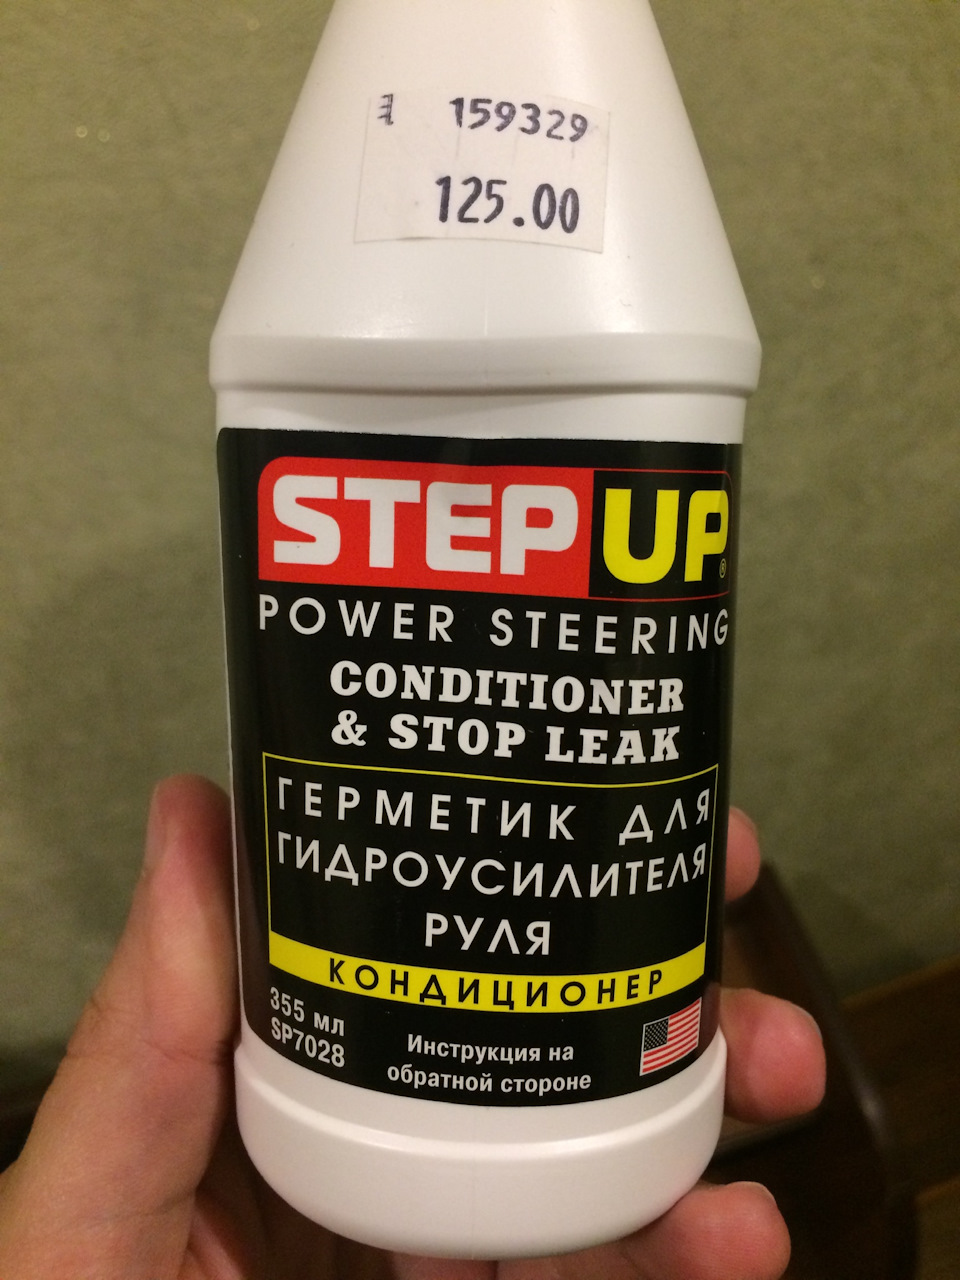 159329
125.00
STEP UP®
POWER STEERING
CONDITIONER
& STOP LEAK
ГЕРМЕТИК ДЛЯ
ГИДРОУСИЛИТЕЛЯ
РУЛЯ
КОНДИЦИОНЕР
355 мл
SP7028
Инструкция на
обратной стороне